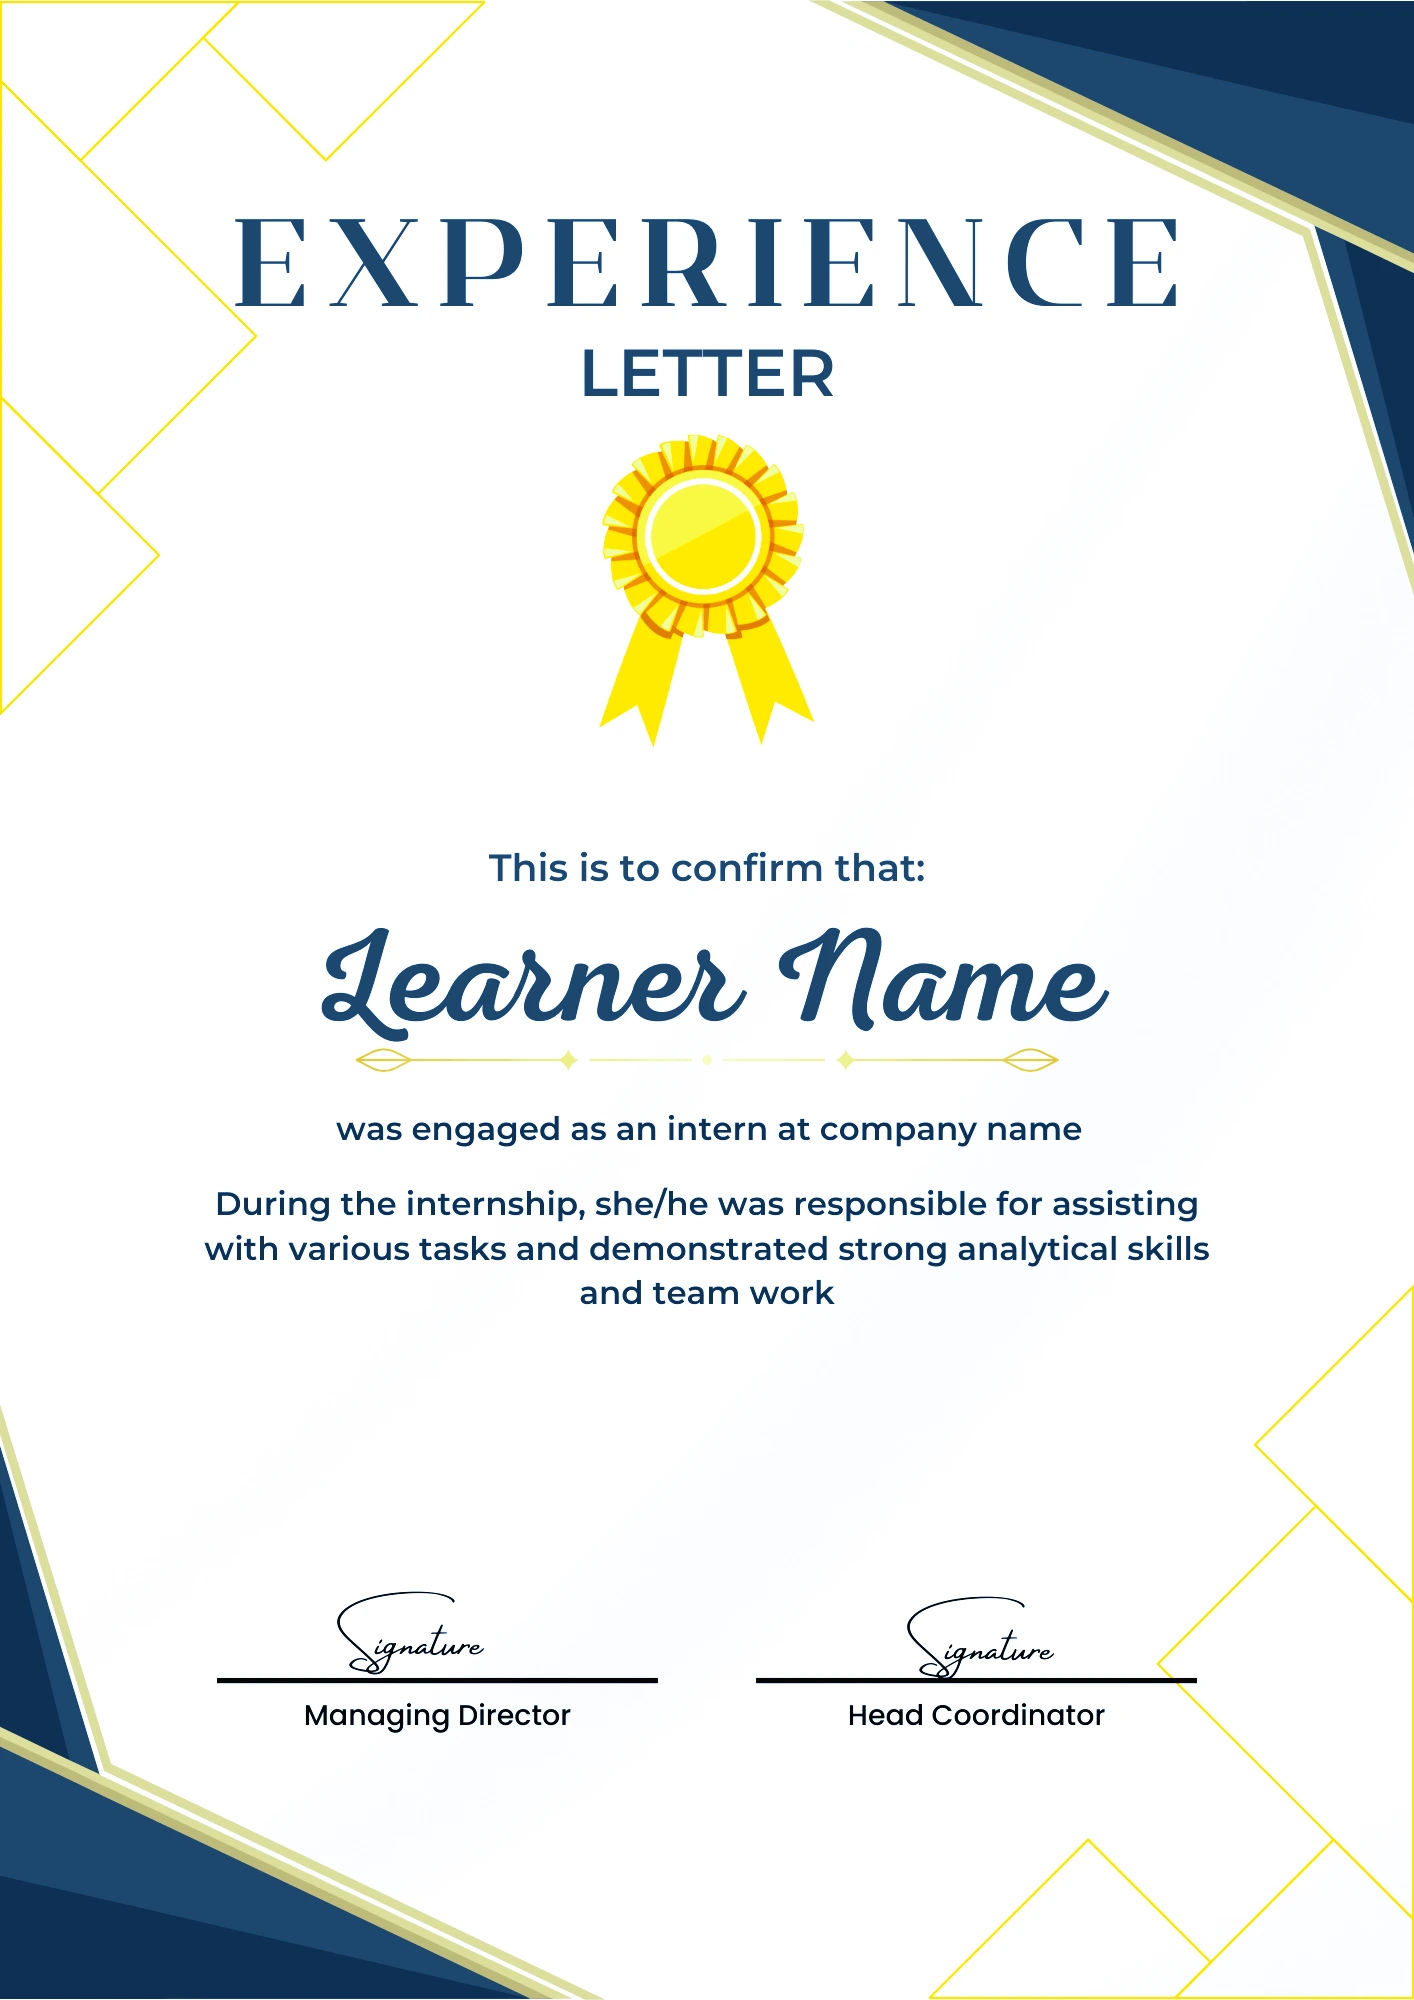 EXPERIENCE
LETTER
This is to confirm that:
Learner Name
was engaged as an intern at company name
During the internship, she/he was responsible for assisting
with various tasks and demonstrated strong analytical skills
and team work
Signature
Signature
Managing Director
Head Coordinator